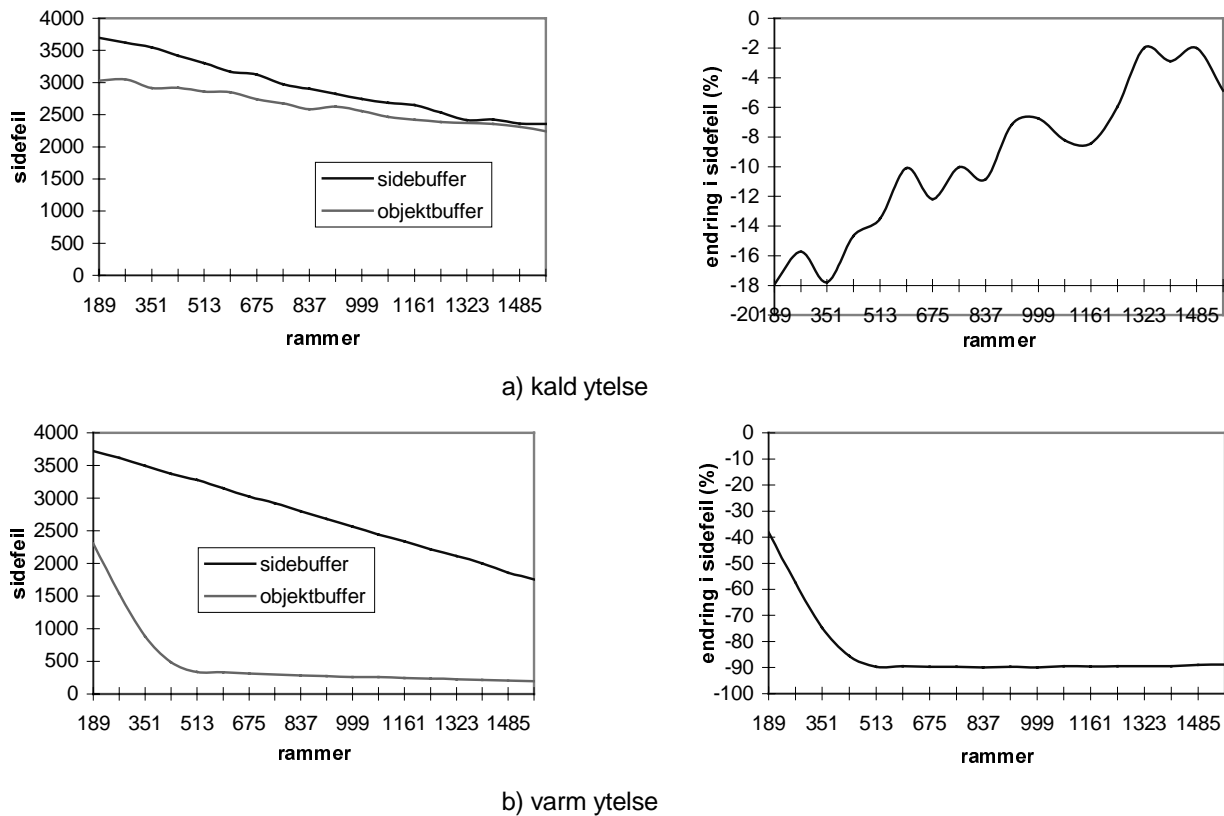 4000
3500
3000
2500
2000
1500
1000
500
0
sidefeil
sidebuffer
objektbuffer
189 351 513 675 837 999 1161 1323 1485
rammer
0
-2
-4
-6
-8
-10
-12
-14
-16
-18
-20
endring i sidefeil (%)
189 351 513 675 837 999 1161 1323 1485
rammer
a) kald ytelse
4000
3500
3000
2500
2000
1500
1000
500
0
sidefeil
sidebuffer
objektbuffer
189 351 513 675 837 999 1161 1323 1485
rammer
0
-10
-20
-30
-40
-50
-60
-70
-80
-90
-100
endring i sidefeil (%)
189 351 513 675 837 999 1161 1323 1485
rammer
b) varm ytelse